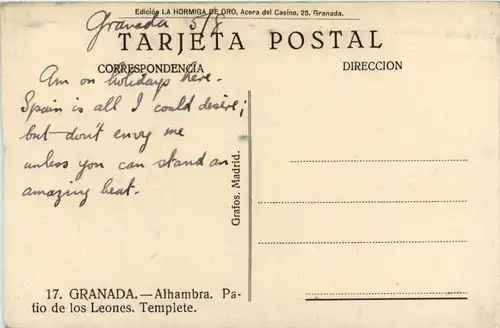 Edición LA HORMIGA DE ORO, Acera del Casino, 25, Granada.
Granada 5/8
TARJETA POSTAL
CORRESPONDENCIA
DIRECCION
Am on holidays here.
Spain is all I could desire;
but don't envy me
unless you can stand an
amazing heat.
Grafos. Madrid.
17. GRANADA.—Alhambra. Pa-
tio de los Leones. Templete.